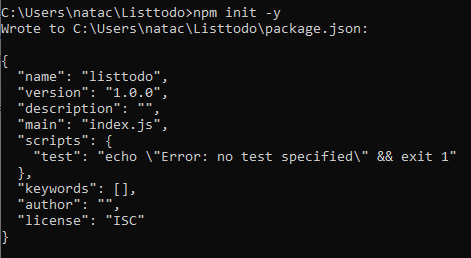 C:\Users\natac\Listtodo>npm init -y
Wrote to C:\Users\natac\Listtodo\package.json:

{
  "name": "listtodo",
  "version": "1.0.0",
  "description": "",
  "main": "index.js",
  "scripts": {
    "test": "echo \"Error: no test specified\" && exit 1"
  },
  "keywords": [],
  "author": "",
  "license": "ISC"
}